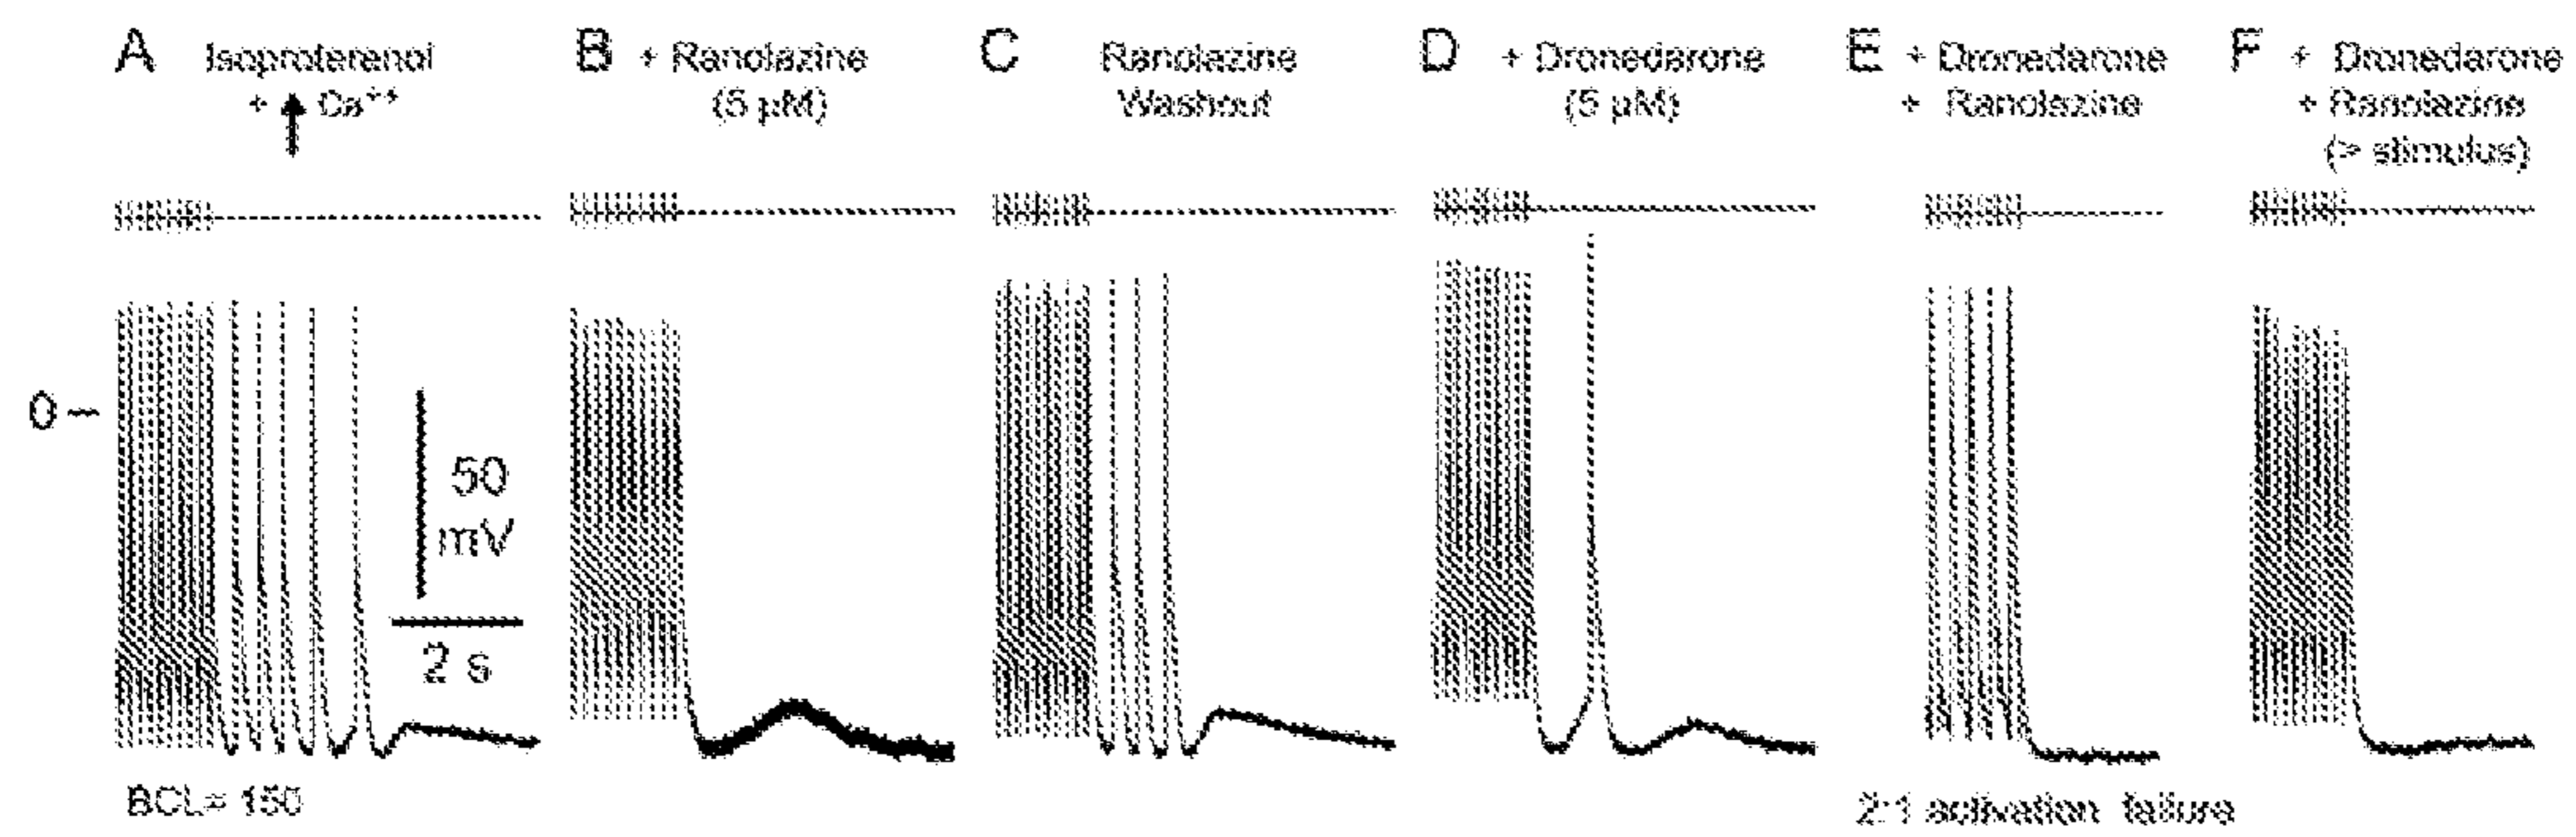 A Isoproterenol
+ ↑ Ca++
B + Ranolazine
(5 µM)
C Ranolazine
Washout
D + Dronedarone
(5 µM)
E + Dronedarone
+ Ranolazine
F + Dronedarone
+ Ranolazine
(> stimulus)
0
50
mV
2 s
BCL= 150
2:1 activation failure